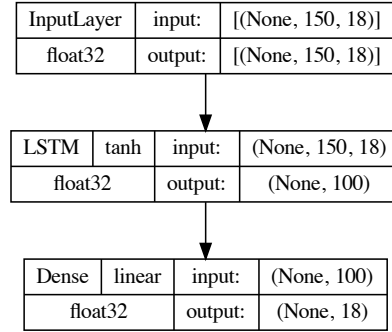 InputLayer input: [(None, 150, 18)]
float32 output: [(None, 150, 18)]
LSTM tanh input: (None, 150, 18)
float32 output: (None, 100)
Dense linear input: (None, 100)
float32 output: (None, 18)